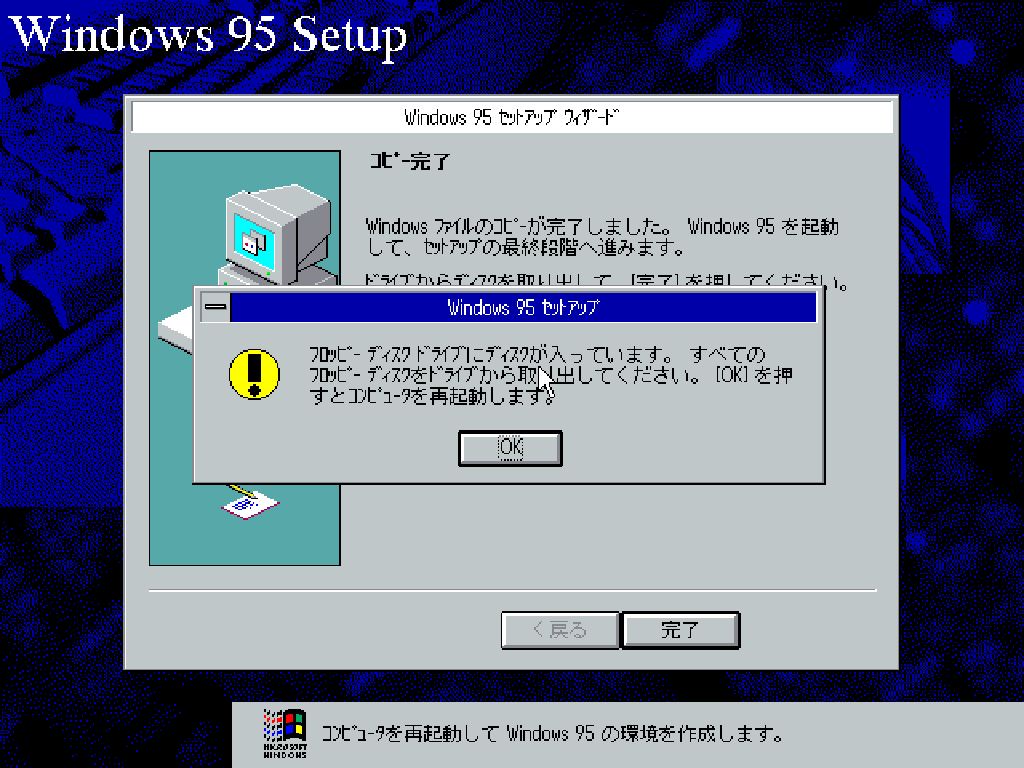 Windows 95 Setup
Windows 95 ｾｯﾄｱｯﾌﾟ ｳｨｻﾞｰﾄﾞ
ｺﾋﾟｰ完了
Windows ﾌｧｲﾙのｺﾋﾟｰが完了しました。 Windows 95 を起動
して、ｾｯﾄｱｯﾌﾟの最終段階へ進みます。
ﾄﾞﾗｲﾌﾞからﾃﾞｨｽｸを取り出して、[完了] を押してください。
Windows 95 ｾｯﾄｱｯﾌﾟ
ﾌﾛｯﾋﾟｰ ﾃﾞｨｽｸ ﾄﾞﾗｲﾌﾞにﾃﾞｨｽｸが入っています。 すべての
ﾌﾛｯﾋﾟｰ ﾃﾞｨｽｸをﾄﾞﾗｲﾌﾞから取り出してください。 [OK] を押
すとｺﾝﾋﾟｭｰﾀを再起動します。
OK
< 戻る
完了
MICROSOFT
WINDOWS
ｺﾝﾋﾟｭｰﾀを再起動して Windows 95 の環境を作成します。